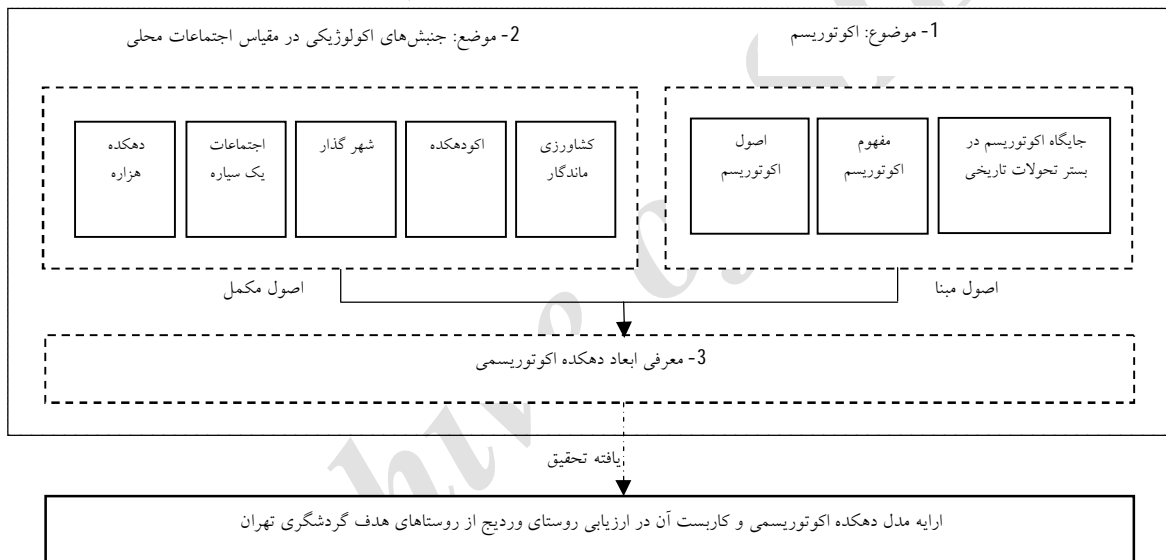 1- موضوع: اکوتوریسم
2- موضع: جنبش‌های اکولوژیکی در مقیاس اجتماعات محلی
جایگاه اکوتوریسم در
بستر تحولات تاریخی
مفهوم
اکوتوریسم
اصول
اکوتوریسم
کشاورزی
ماندگار
اکودهکده
شهر گذار
اجتماعات
یک سیاره
دهکده
هزاره
اصول مبنا
اصول مکمل
3- معرفی ابعاد دهکده اکوتوریسمی
یافته تحقیق
ارایه مدل دهکده اکوتوریسمی و کاربست آن در ارزیابی روستای وردیج از روستاهای هدف گردشگری تهران